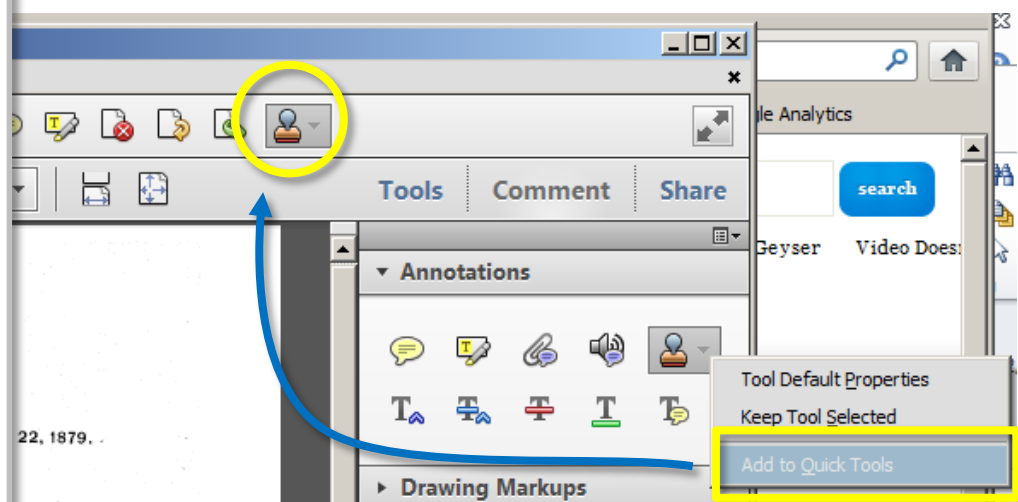 le Analytics
Tools Comment Share
search
Geyser Video Does
Annotations
T
T T T T T
Tool Default Properties
Keep Tool Selected
22, 1879.
Add to Quick Tools
Drawing Markups